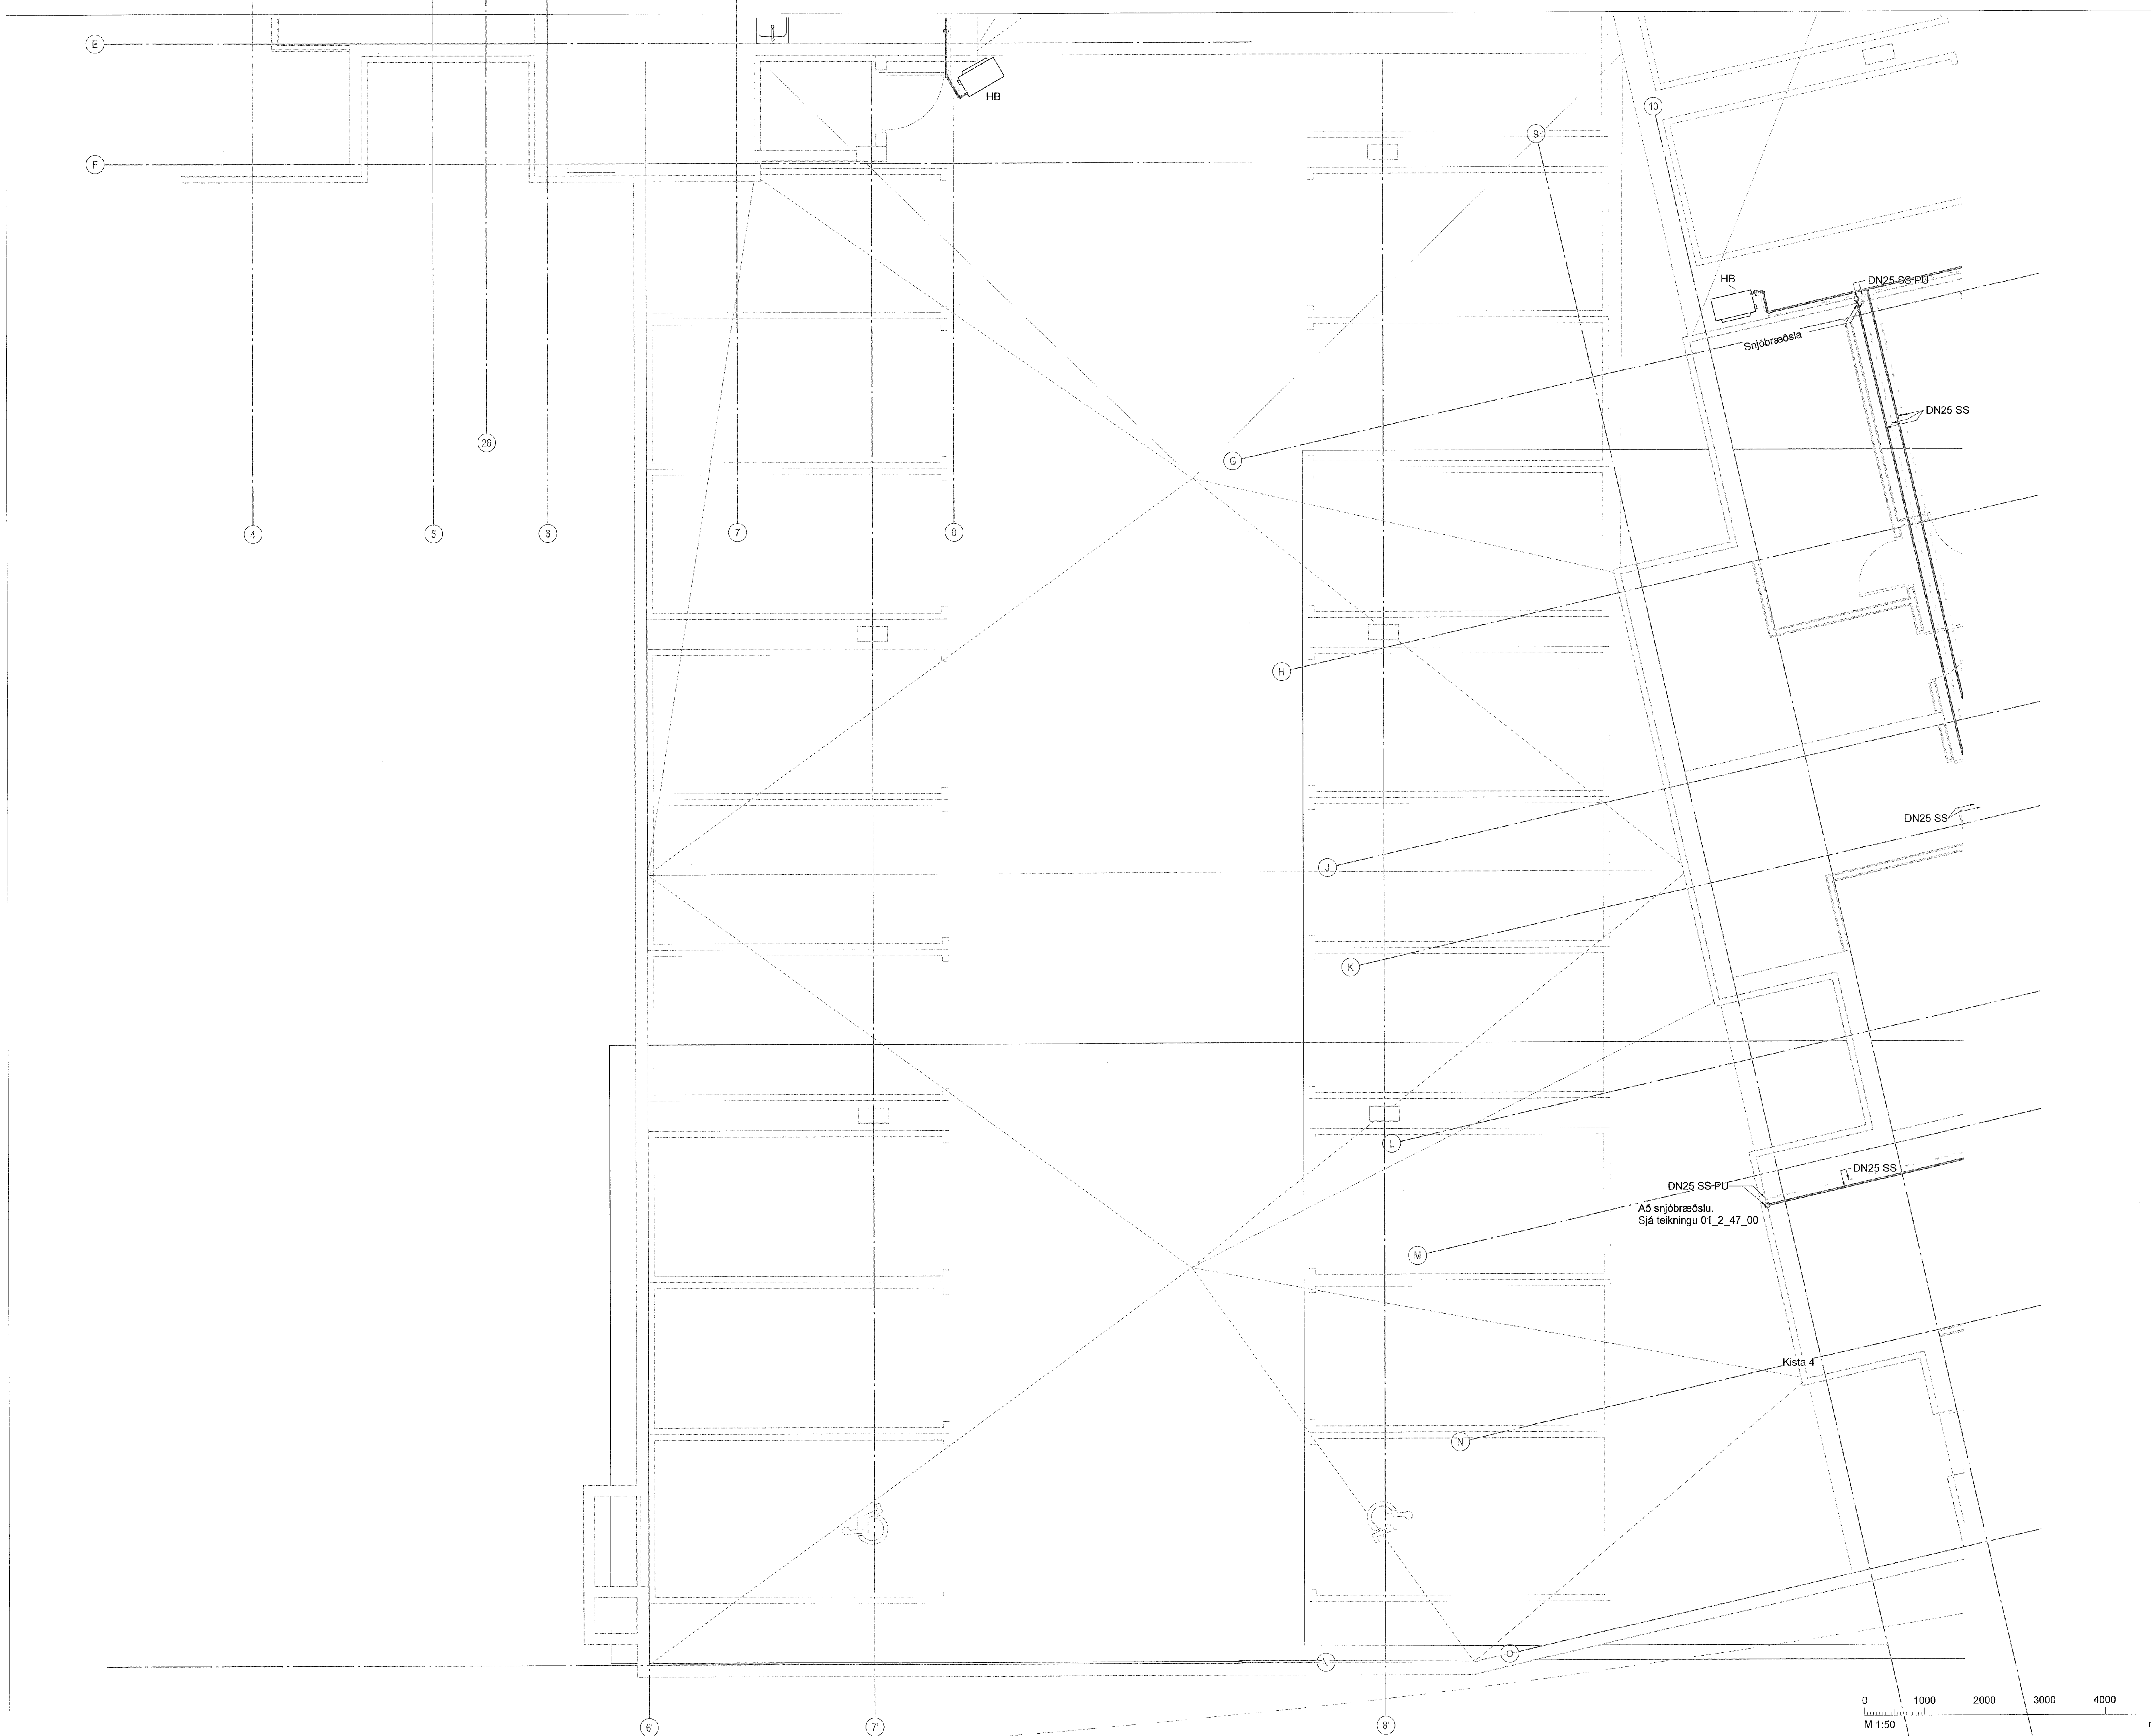 E
HB
10
9
F
HB
DN25 SS PU
Snjóbræðsla
DN25 SS
26
G
4
5
6
7
8
H
DN25 SS
J
K
L
DN25 SS
DN25 SS PU
Að snjóbræðslu.
Sjá teikningu 01_2_47_00
M
Kista 4
N
O
N'
0 1000 2000 3000 4000
M 1:50
6'
7'
8'